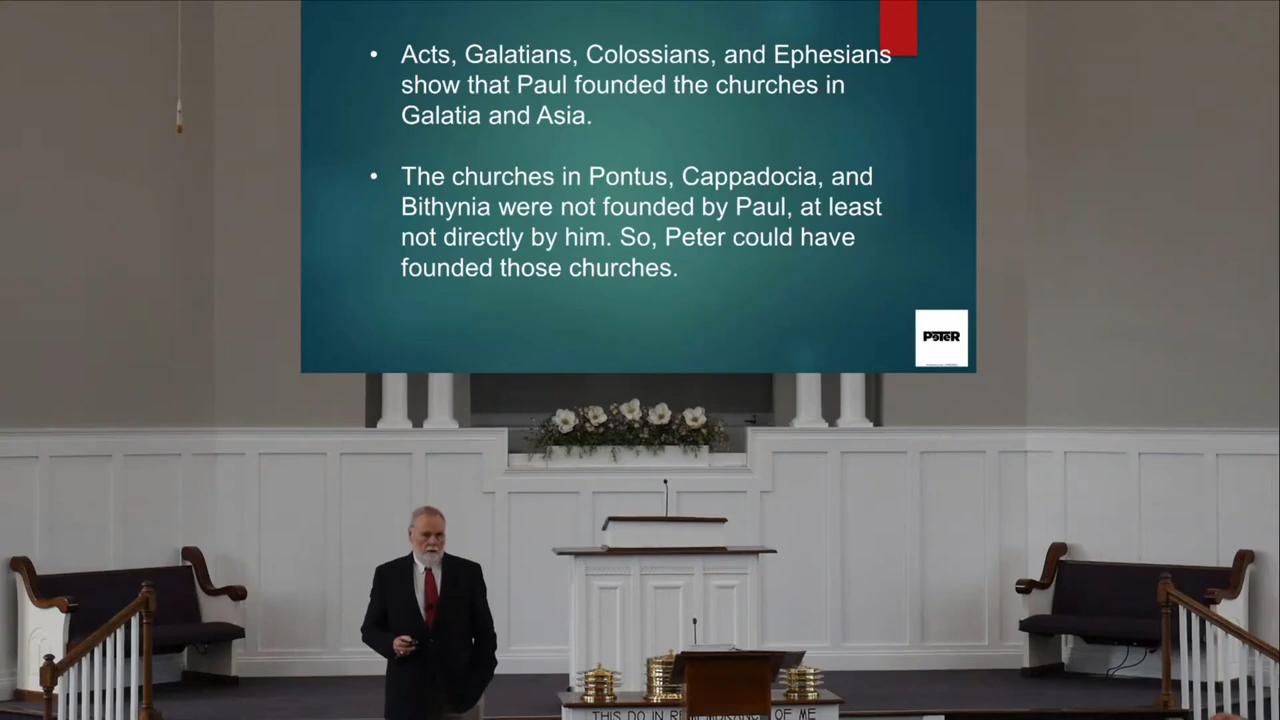 Acts, Galatians, Colossians, and Ephesians
show that Paul founded the churches in
Galatia and Asia.
The churches in Pontus, Cappadocia, and
Bithynia were not founded by Paul, at least
not directly by him. So, Peter could have
founded those churches.
PETER
THIS DO IN OF ME